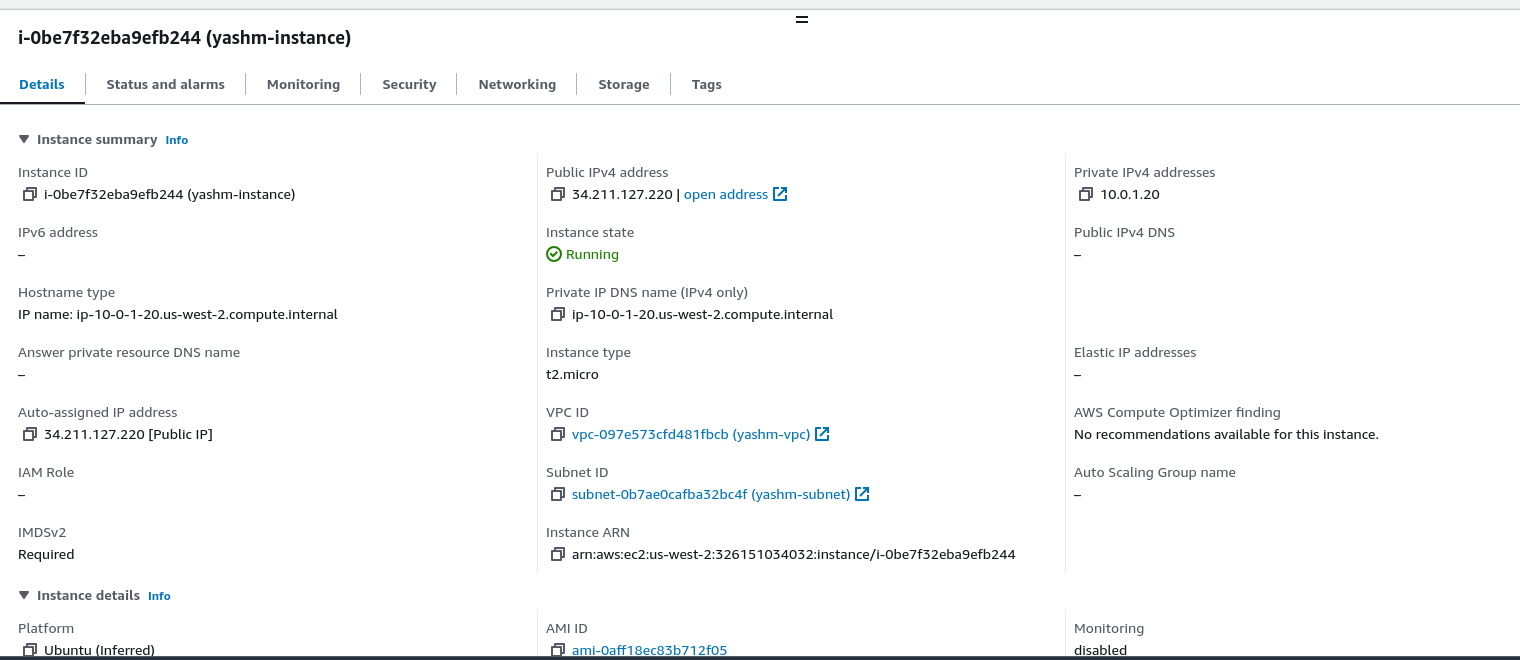 i-0be7f32eba9efb244 (yashm-instance)
Details
Status and alarms
Monitoring
Security
Networking
Storage
Tags
Instance summary Info
Instance ID
i-0be7f32eba9efb244 (yashm-instance)
Public IPv4 address
34.211.127.220 | open address
Private IPv4 addresses
10.0.1.20
IPv6 address
–
Instance state
Running
Public IPv4 DNS
–
Hostname type
IP name: ip-10-0-1-20.us-west-2.compute.internal
Private IP DNS name (IPv4 only)
ip-10-0-1-20.us-west-2.compute.internal
Answer private resource DNS name
–
Instance type
t2.micro
Elastic IP addresses
–
Auto-assigned IP address
34.211.127.220 [Public IP]
VPC ID
vpc-097e573cfd481fbcb (yashm-vpc)
AWS Compute Optimizer finding
No recommendations available for this instance.
IAM Role
–
Subnet ID
subnet-0b7ae0cafba32bc4f (yashm-subnet)
Auto Scaling Group name
–
IMDSv2
Required
Instance ARN
arn:aws:ec2:us-west-2:326151034032:instance/i-0be7f32eba9efb244
Instance details Info
Platform
Ubuntu (Inferred)
AMI ID
ami-0aff18ec83b712f05
Monitoring
disabled